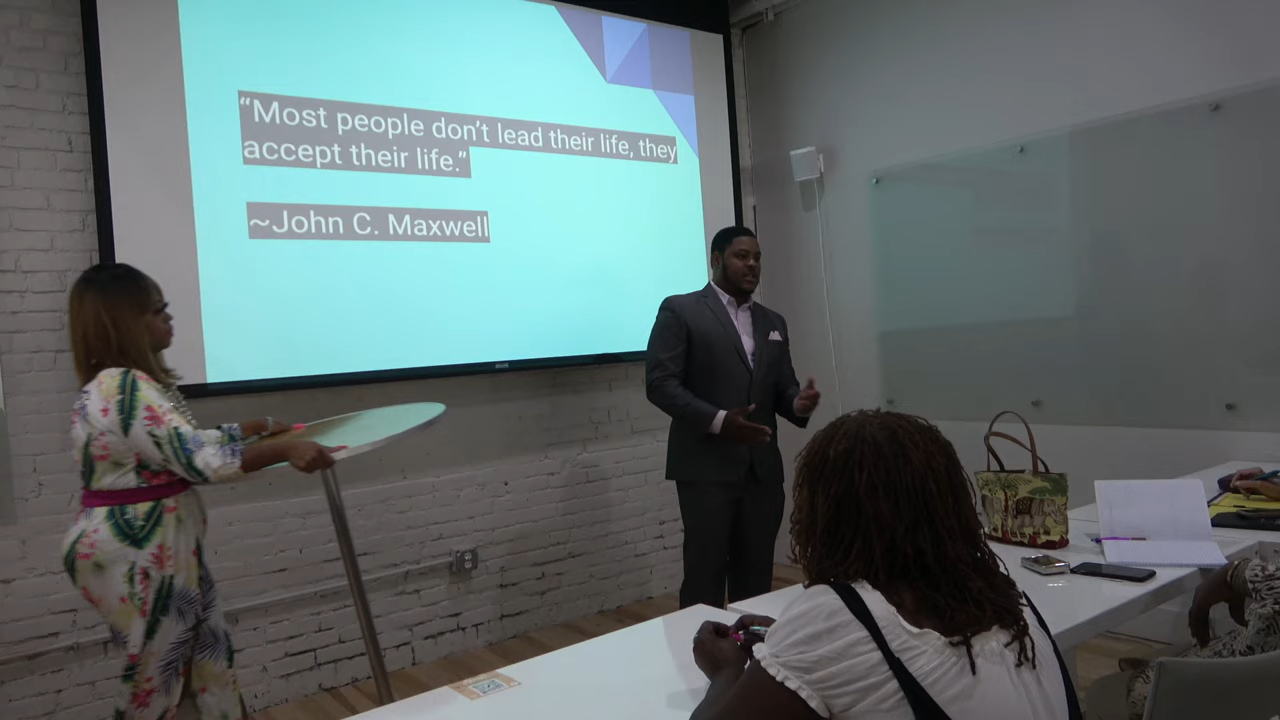 “Most people don’t lead their life, they
accept their life.”
~John C. Maxwell